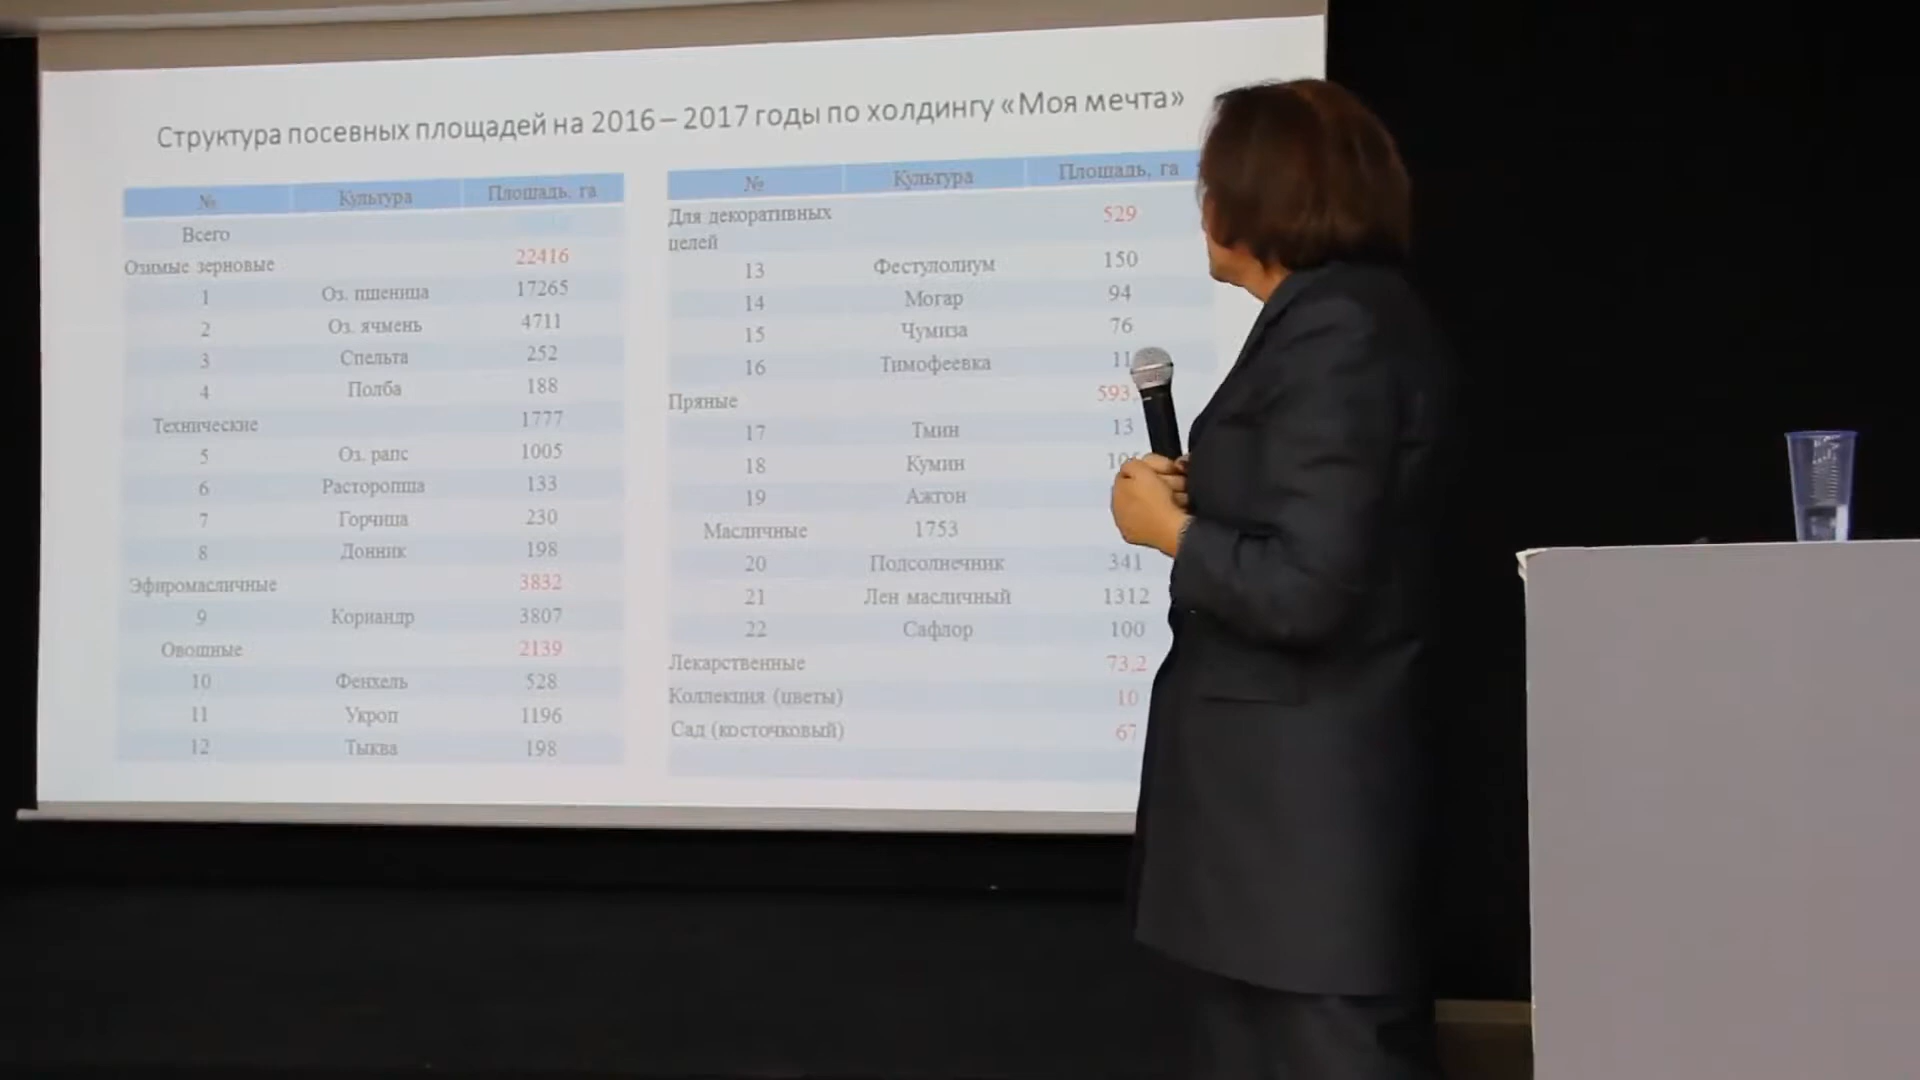 Структура посевных площадей на 2016 – 2017 годы по холдингу «Моя мечта»
№ Культура Площадь, га
Всего
Озимые зерновые 22416
1 Оз. пшеница 17265
2 Оз. ячмень 4711
3 Спельта 252
4 Полба 188
Технические 1777
5 Оз. рапс 1005
6 Расторопша 133
7 Горчица 230
8 Донник 198
Эфиромасличные 3832
9 Кориандр 3807
Овощные 2139
10 Фенхель 528
11 Укроп 1196
12 Тыква 198
№ Культура Площадь, га
Для декоративных 529
целей
13 Фестулолиум 150
14 Могар 94
15 Чумиза 76
16 Тимофеевка
Пряные
17 Тмин 13
18 Кумин
19 Ажгон
Масличные 1753
20 Подсолнечник 341
21 Лен масличный 1312
22 Сафлор 100
Лекарственные 73,2
Коллекция (цветы) 10
Сад (косточковый) 67